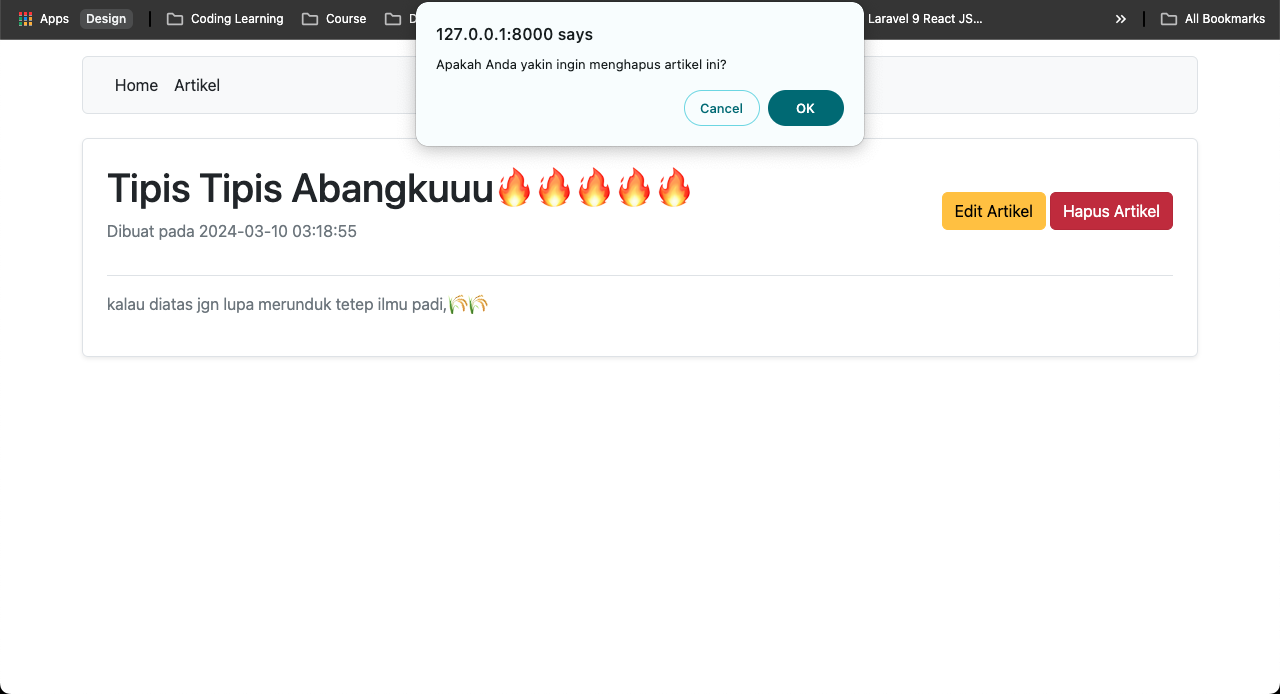 Apps Design Coding Learning Course D Laravel 9 React JS... » All Bookmarks
127.0.0.1:8000 says
Apakah Anda yakin ingin menghapus artikel ini?
Cancel OK
Home Artikel
Tipis Tipis Abangkuuu🔥🔥🔥🔥🔥
Dibuat pada 2024-03-10 03:18:55
Edit Artikel Hapus Artikel
kalau diatas jgn lupa merunduk tetep ilmu padi,🌾🌾